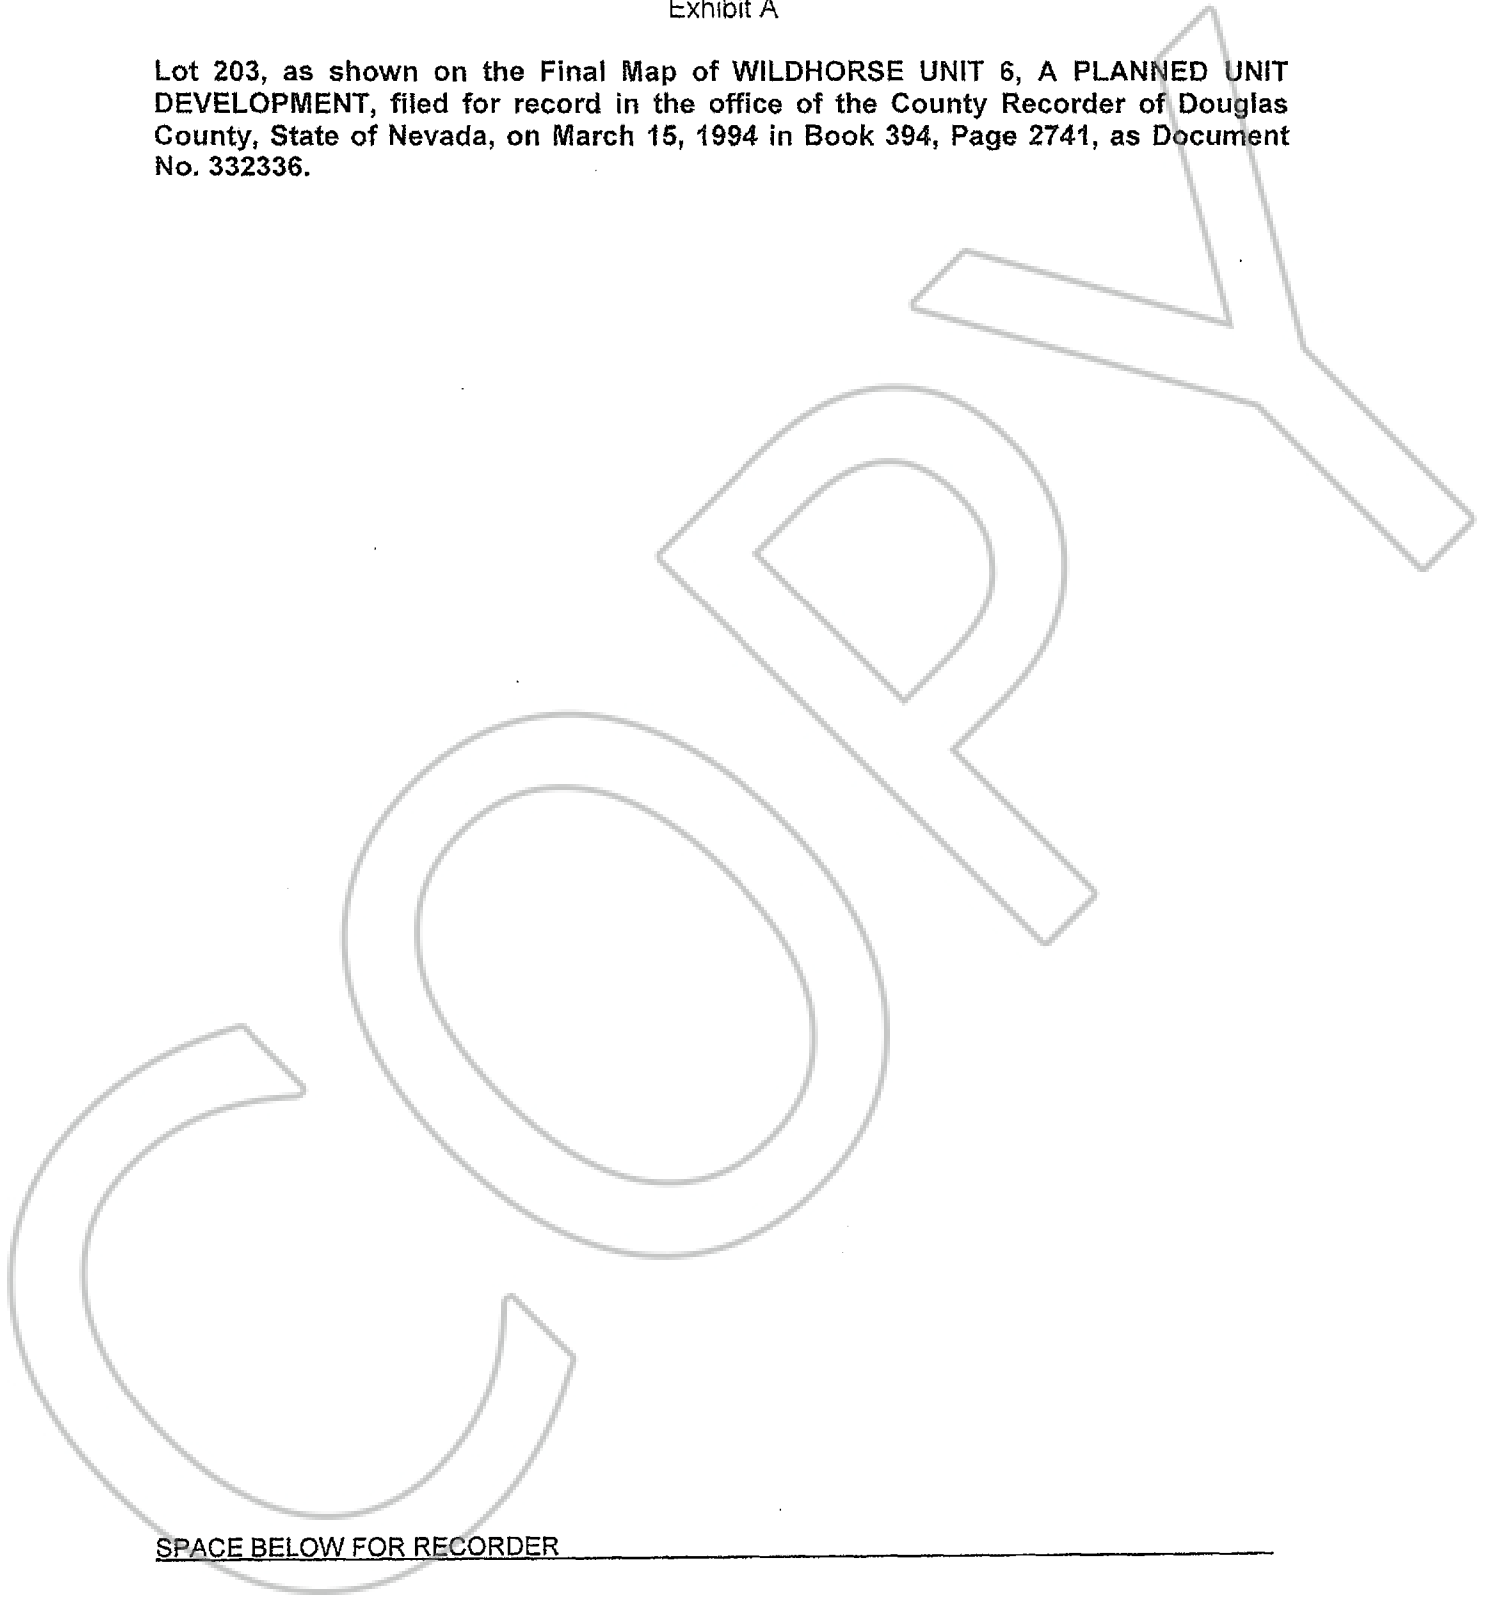 Exhibit A
Lot 203, as shown on the Final Map of WILDHORSE UNIT 6, A PLANNED UNIT
DEVELOPMENT, filed for record in the office of the County Recorder of Douglas
County, State of Nevada, on March 15, 1994 in Book 394, Page 2741, as Document
No. 332336.
COPY
SPACE BELOW FOR RECORDER